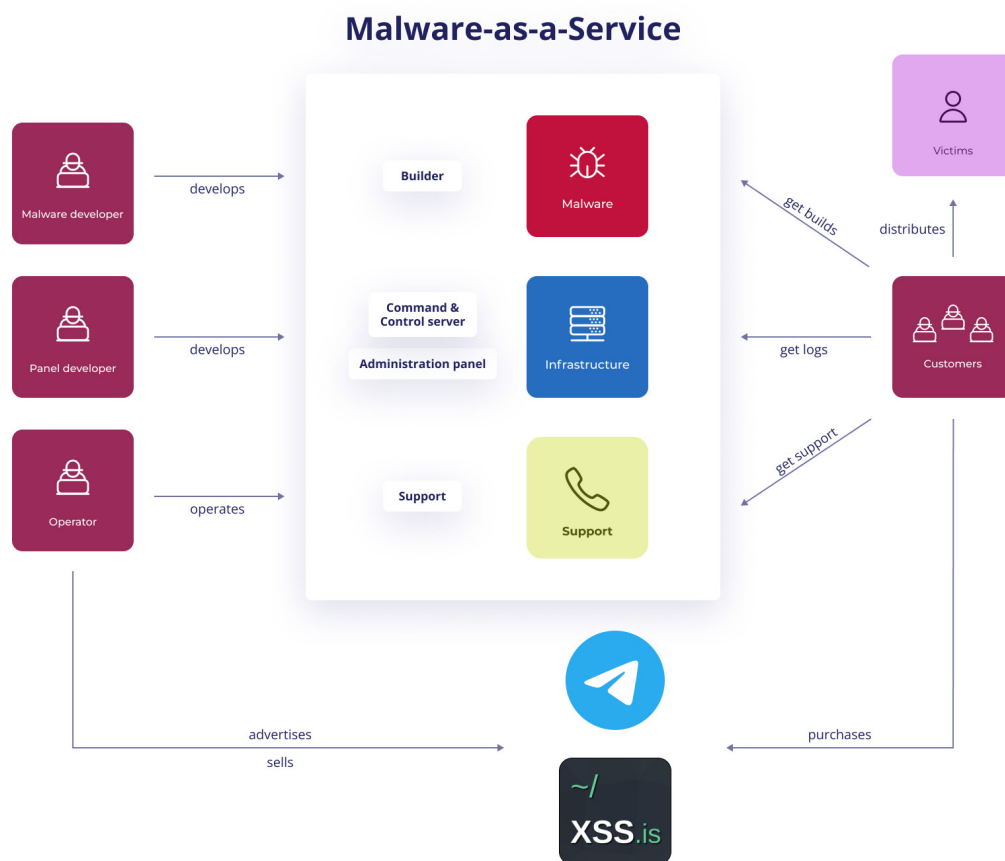 Malware-as-a-Service
Victims
Malware developer
develops
Builder
Malware
get builds
distributes
Panel developer
develops
Command &
Control server
Administration panel
Infrastructure
get logs
Customers
Operator
operates
Support
Support
get support
advertises
sells
purchases
~/
XSS.is